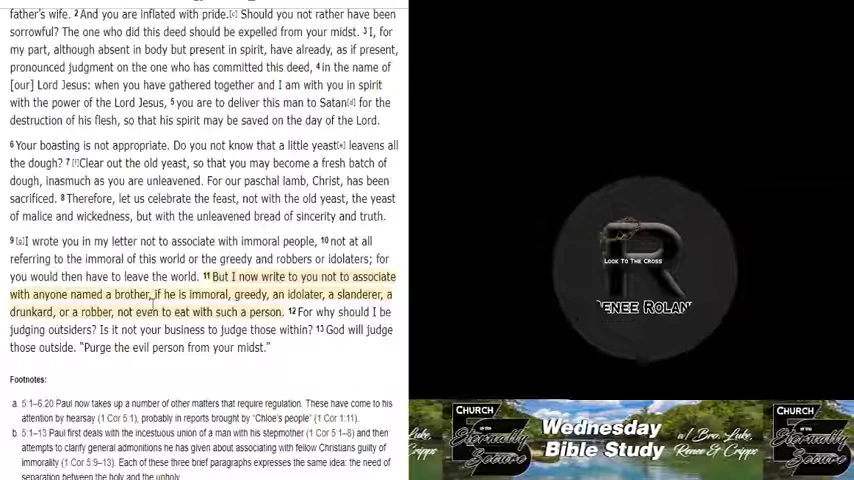 father's wife. 2 And you are inflated with pride.[c] Should you not rather have been
sorrowful? The one who did this deed should be expelled from your midst. 3 I, for
my part, although absent in body but present in spirit, have already, as if present,
pronounced judgment on the one who has committed this deed, 4 in the name of
[our] Lord Jesus: when you have gathered together and I am with you in spirit
with the power of the Lord Jesus, 5 you are to deliver this man to Satan[d] for the
destruction of his flesh, so that his spirit may be saved on the day of the Lord.
6 Your boasting is not appropriate. Do you not know that a little yeast[e] leavens all
the dough? 7 [f]Clear out the old yeast, so that you may become a fresh batch of
dough, inasmuch as you are unleavened. For our paschal lamb, Christ, has been
sacrificed. 8 Therefore, let us celebrate the feast, not with the old yeast, the yeast
of malice and wickedness, but with the unleavened bread of sincerity and truth.
9 [g]I wrote you in my letter not to associate with immoral people, 10 not at all
referring to the immoral of this world or the greedy and robbers or idolaters; for
you would then have to leave the world. 11 But I now write to you not to associate
with anyone named a brother, if he is immoral, greedy, an idolater, a slanderer, a
drunkard, or a robber, not even to eat with such a person. 12 For why should I be
judging outsiders? Is it not your business to judge those within? 13 God will judge
those outside. "Purge the evil person from your midst."
Footnotes:
a. 5:1–6:20 Paul now takes up a number of other matters that require regulation. These have come to his
attention by hearsay (1 Cor 5:1), probably in reports brought by "Chloe's people" (1 Cor 1:11).
b. 5:1–13 Paul first deals with the incestuous union of a man with his stepmother (1 Cor 5:1–8) and then
attempts to clarify general admonitions he has given about associating with fellow Christians guilty of
immorality (1 Cor 5:9–13). Each of these three brief paragraphs expresses the same idea: the need of
separation between the holy and the unholy.
R
LOOK TO THE CROSS
ENEE ROLAN
Luke,
Cripps
CHURCH
of the
Eternally
Secure
Wednesday
Bible Study
w/ Bro. Luke,
Renee & Cripps
CHURCH
of the
Eternally
Secure